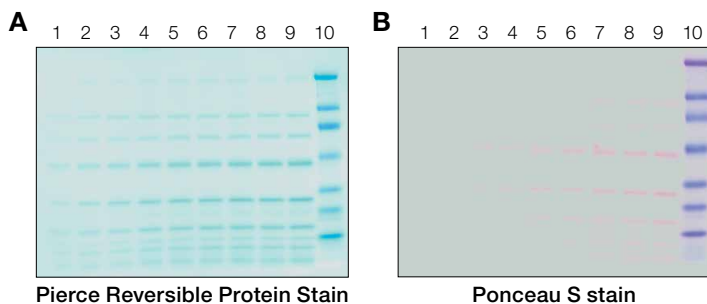 A
1 2 3 4 5 6 7 8 9 10
Pierce Reversible Protein Stain
B
1 2 3 4 5 6 7 8 9 10
Ponceau S stain